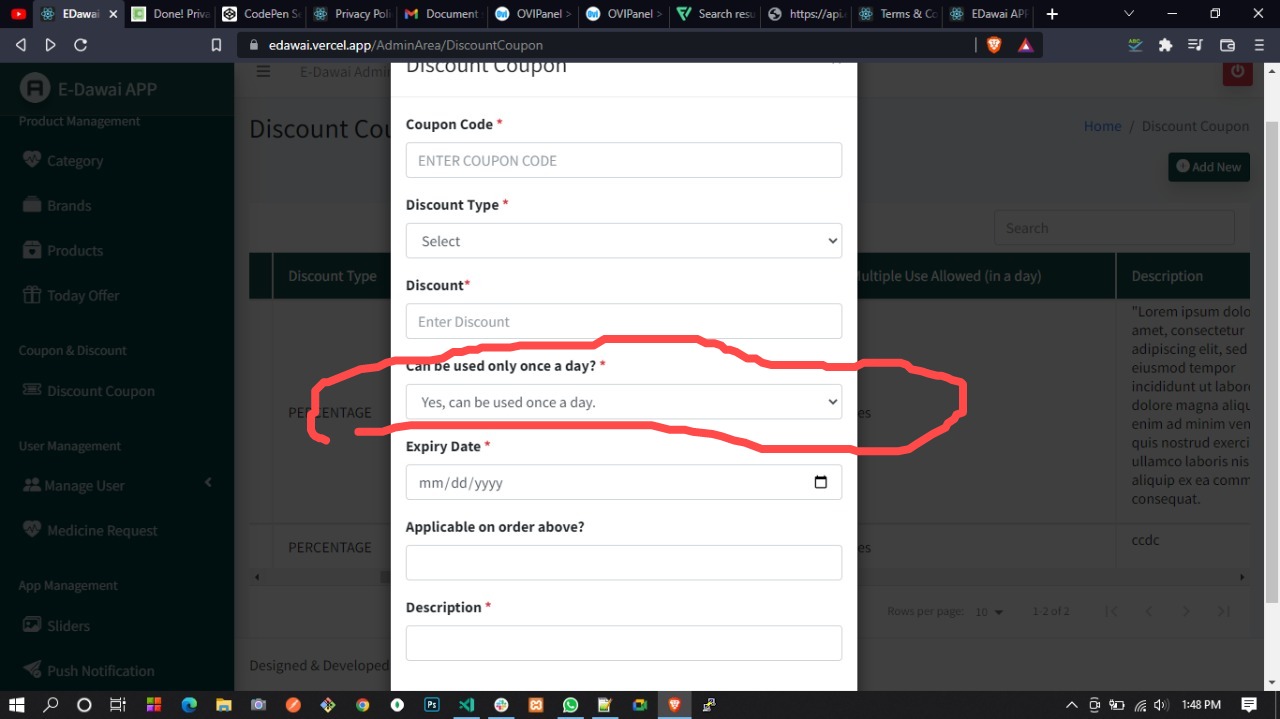 EDawai
Done! Priva
CodePen Se
Privacy Poli
Document
OVIPanel >
OVIPanel >
Search resu
https://api.
Terms & Co
EDawai API
edawai.vercel.app/AdminArea/DiscountCoupon
ABC
E-Dawai APP
Product Management
Category
Brands
Products
Today Offer
Coupon & Discount
Discount Coupon
User Management
Manage User
Medicine Request
App Management
Sliders
Push Notification
E-Dawai Admin
Discount Cou
Home / Discount Coupon
Add New
Search
Discount Type
Multiple Use Allowed (in a day)
Description
PERCENTAGE
es
"Lorem ipsum dolo
amet, consectetur
adipiscing elit, sed
eiusmod tempor
incididunt ut labor
dolore magna aliqu
enim ad minim ven
quis nostrud exerci
ullamco laboris nis
aliquip ex ea comm
consequat.
PERCENTAGE
es
ccdc
Rows per page: 10
1-2 of 2
Designed & Developed
Discount Coupon
Coupon Code *
ENTER COUPON CODE
Discount Type *
Select
Discount*
Enter Discount
Can be used only once a day? *
Yes, can be used once a day.
Expiry Date *
mm/dd/yyyy
Applicable on order above?
Description *
1:48 PM